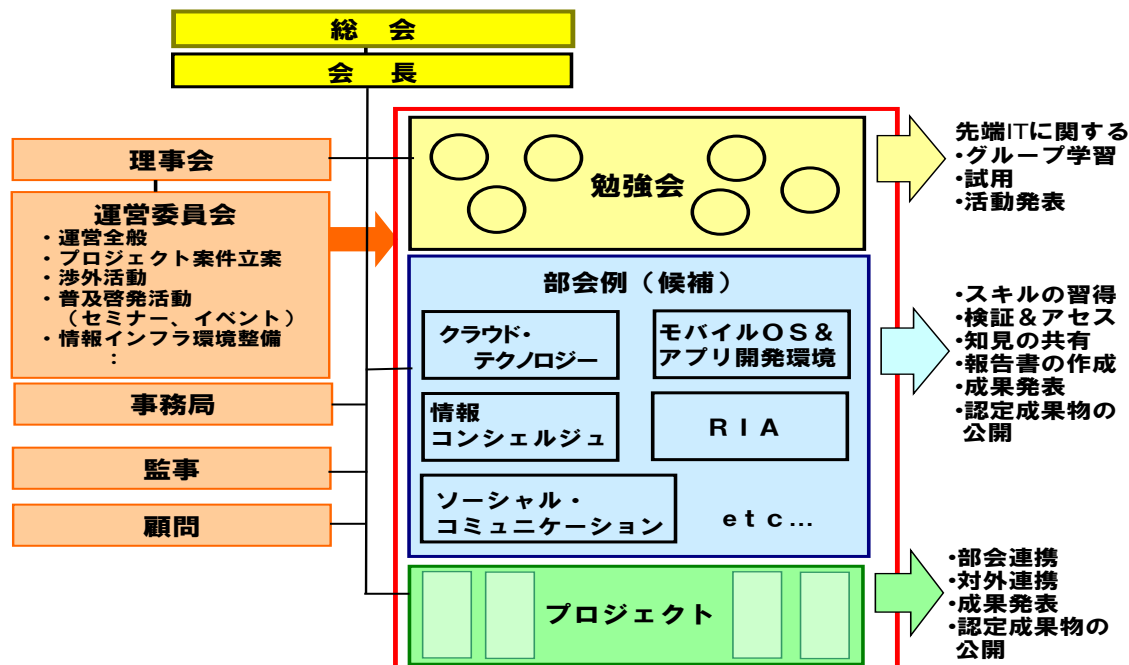 総　会
会　長
理事会
運営委員会
・運営全般
・プロジェクト案件立案
・渉外活動
・普及啓発活動
（セミナー、イベント）
・情報インフラ環境整備
：
事務局
監事
顧問
勉強会
部会例（候補）
クラウド・
テクノロジー
モバイルＯＳ＆
アプリ開発環境
情報
コンシェルジュ
ＲＩＡ
ソーシャル・
コミュニケーション
ｅｔｃ…
プロジェクト
先端ITに関する
・グループ学習
・試用
・活動発表
・スキルの習得
・検証＆アセス
・知見の共有
・報告書の作成
・成果発表
・認定成果物の
公開
・部会連携
・対外連携
・成果発表
・認定成果物の
公開